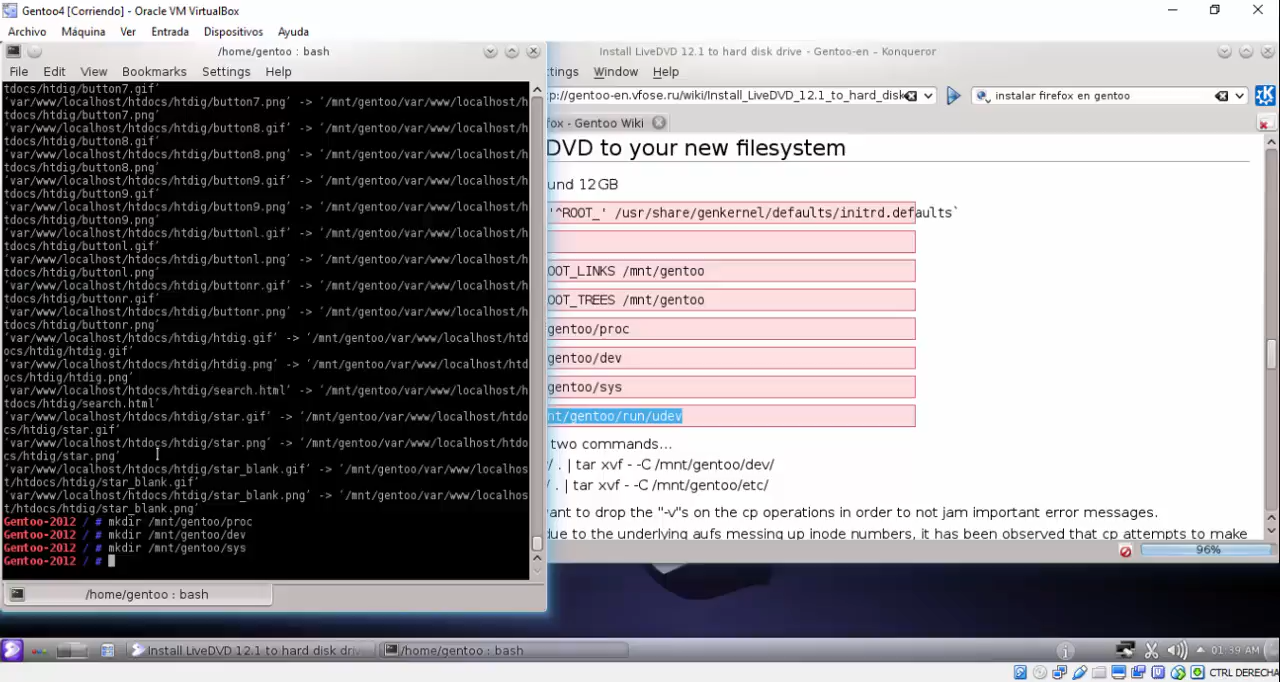 Gentoo4 [Corriendo] - Oracle VM VirtualBox
Archivo Máquina Ver Entrada Dispositivos Ayuda
/home/gentoo : bash
File Edit View Bookmarks Settings Help
tdocs/htdig/button7.gif’
‘var/www/localhost/htdocs/htdig/button7.png’ -> ‘/mnt/gentoo/var/www/localhost/h
tdocs/htdig/button7.png’
‘var/www/localhost/htdocs/htdig/button8.gif’ -> ‘/mnt/gentoo/var/www/localhost/h
tdocs/htdig/button8.gif’
‘var/www/localhost/htdocs/htdig/button8.png’ -> ‘/mnt/gentoo/var/www/localhost/h
tdocs/htdig/button8.png’
‘var/www/localhost/htdocs/htdig/button9.gif’ -> ‘/mnt/gentoo/var/www/localhost/h
tdocs/htdig/button9.gif’
‘var/www/localhost/htdocs/htdig/button9.png’ -> ‘/mnt/gentoo/var/www/localhost/h
tdocs/htdig/button9.png’
‘var/www/localhost/htdocs/htdig/buttonl.gif’ -> ‘/mnt/gentoo/var/www/localhost/h
tdocs/htdig/buttonl.gif’
‘var/www/localhost/htdocs/htdig/buttonl.png’ -> ‘/mnt/gentoo/var/www/localhost/h
tdocs/htdig/buttonl.png’
‘var/www/localhost/htdocs/htdig/buttonr.gif’ -> ‘/mnt/gentoo/var/www/localhost/h
tdocs/htdig/buttonr.gif’
‘var/www/localhost/htdocs/htdig/buttonr.png’ -> ‘/mnt/gentoo/var/www/localhost/h
tdocs/htdig/buttonr.png’
‘var/www/localhost/htdocs/htdig/htdig.gif’ -> ‘/mnt/gentoo/var/www/localhost/htd
ocs/htdig/htdig.gif’
‘var/www/localhost/htdocs/htdig/htdig.png’ -> ‘/mnt/gentoo/var/www/localhost/htd
ocs/htdig/htdig.png’
‘var/www/localhost/htdocs/htdig/search.html’ -> ‘/mnt/gentoo/var/www/localhost/h
tdocs/htdig/search.html’
‘var/www/localhost/htdocs/htdig/star.gif’ -> ‘/mnt/gentoo/var/www/localhost/htdo
cs/htdig/star.gif’
‘var/www/localhost/htdocs/htdig/star.png’ -> ‘/mnt/gentoo/var/www/localhost/htdo
cs/htdig/star.png’
‘var/www/localhost/htdocs/htdig/star_blank.gif’ -> ‘/mnt/gentoo/var/www/localhos
t/htdocs/htdig/star_blank.gif’
‘var/www/localhost/htdocs/htdig/star_blank.png’ -> ‘/mnt/gentoo/var/www/localhos
t/htdocs/htdig/star_blank.png’
Gentoo-2012 / # mkdir /mnt/gentoo/proc
Gentoo-2012 / # mkdir /mnt/gentoo/dev
Gentoo-2012 / # mkdir /mnt/gentoo/sys
Gentoo-2012 / #
/home/gentoo : bash
Install LiveDVD 12.1 to hard disk drive - Gentoo-en – Konqueror
tings Window Help
p://gentoo-en.vfose.ru/wiki/Install_LiveDVD_12.1_to_hard_disk
instalar firefox en gentoo
fox - Gentoo Wiki
DVD to your new filesystem
und 12GB
'^ROOT_' /usr/share/genkernel/defaults/initrd.defaults`
OOT_LINKS /mnt/gentoo
OOT_TREES /mnt/gentoo
gentoo/proc
gentoo/dev
gentoo/sys
nt/gentoo/run/udev
two commands...
/ . | tar xvf - -C /mnt/gentoo/dev/
/ . | tar xvf - -C /mnt/gentoo/etc/
ant to drop the "-v"s on the cp operations in order to not jam important error messages.
due to the underlying aufs messing up inode numbers, it has been observed that cp attempts to make
96%
Install LiveDVD 12.1 to hard disk driv
/home/gentoo : bash
01:39 AM
CTRL DERECHA